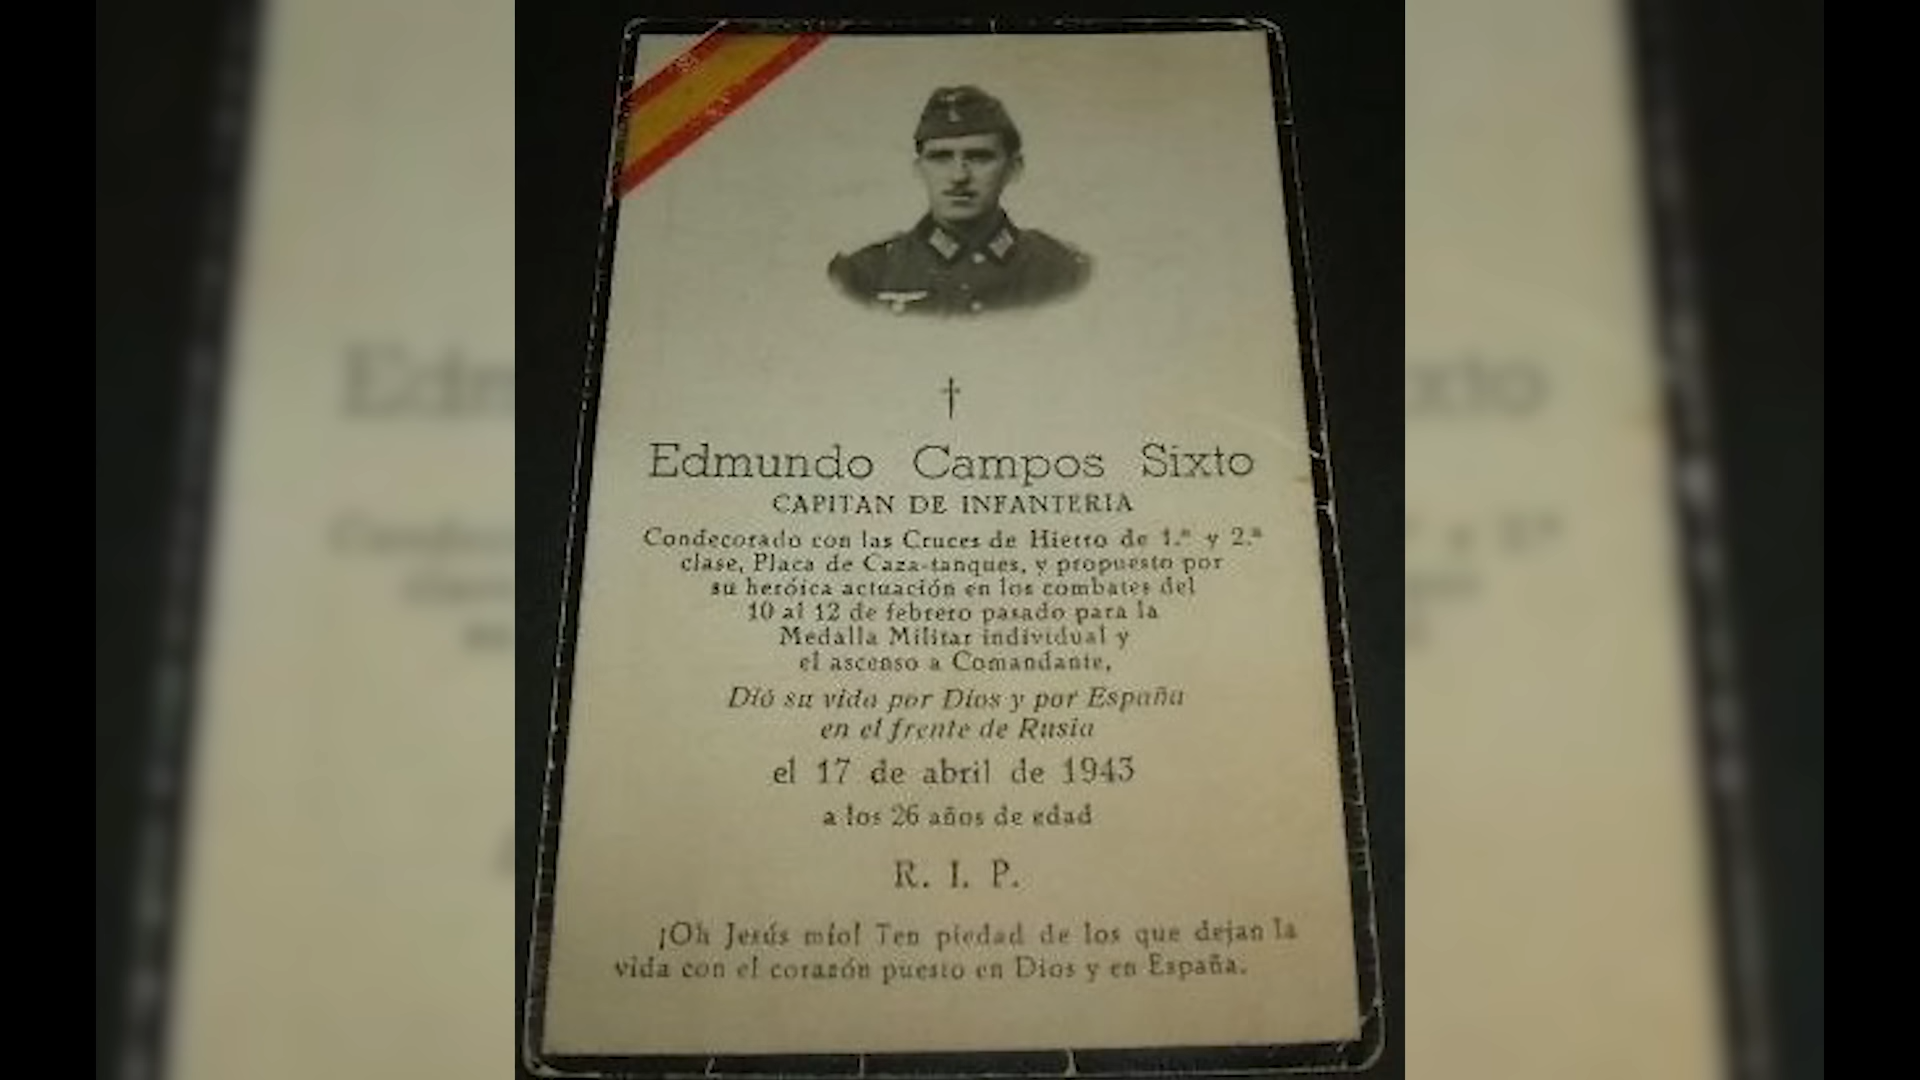 Edmundo Campos Sixto
CAPITAN DE INFANTERIA
Condecorado con las Cruces de Hierro de 1.ª y 2.ª
clase, Placa de Caza-tanques, y propuesto por
su heróica actuación en los combates del
10 al 12 de febrero pasado para la
Medalla Militar individual y
el ascenso a Comandante,
Dió su vida por Dios y por España
en el frente de Rusia
el 17 de abril de 1943
a los 26 años de edad
R. I. P.
¡Oh Jesús mío! Ten piedad de los que dejan la
vida con el corazón puesto en Dios y en España.